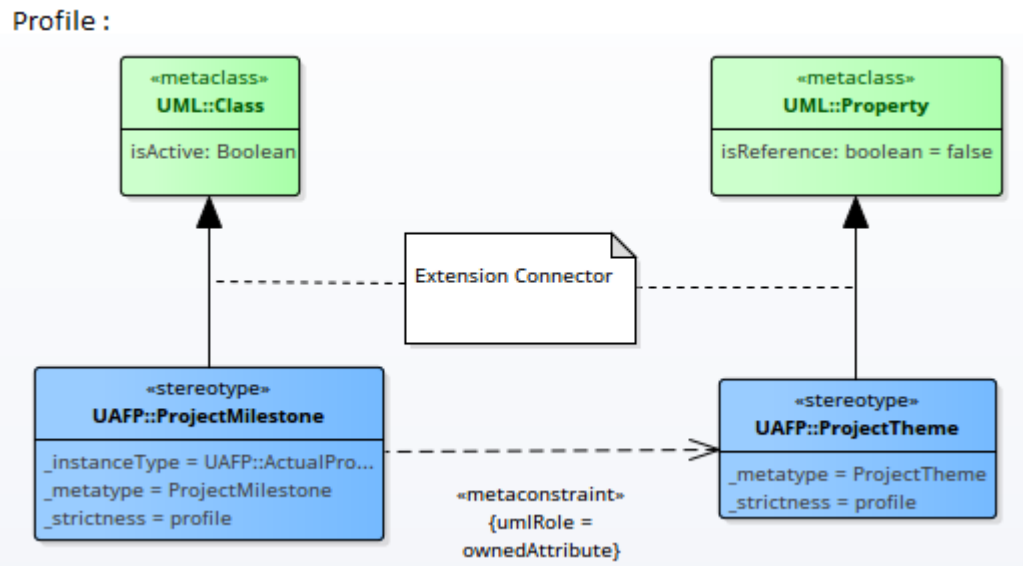 Profile :
«metaclass»
UML::Class
isActive: Boolean
«metaclass»
UML::Property
isReference: boolean = false
Extension Connector
«stereotype»
UAFP::ProjectMilestone
_instanceType = UAFP::ActualPro...
_metatype = ProjectMilestone
_strictness = profile
«metaconstraint»
{umlRole =
ownedAttribute}
«stereotype»
UAFP::ProjectTheme
_metatype = ProjectTheme
_strictness = profile